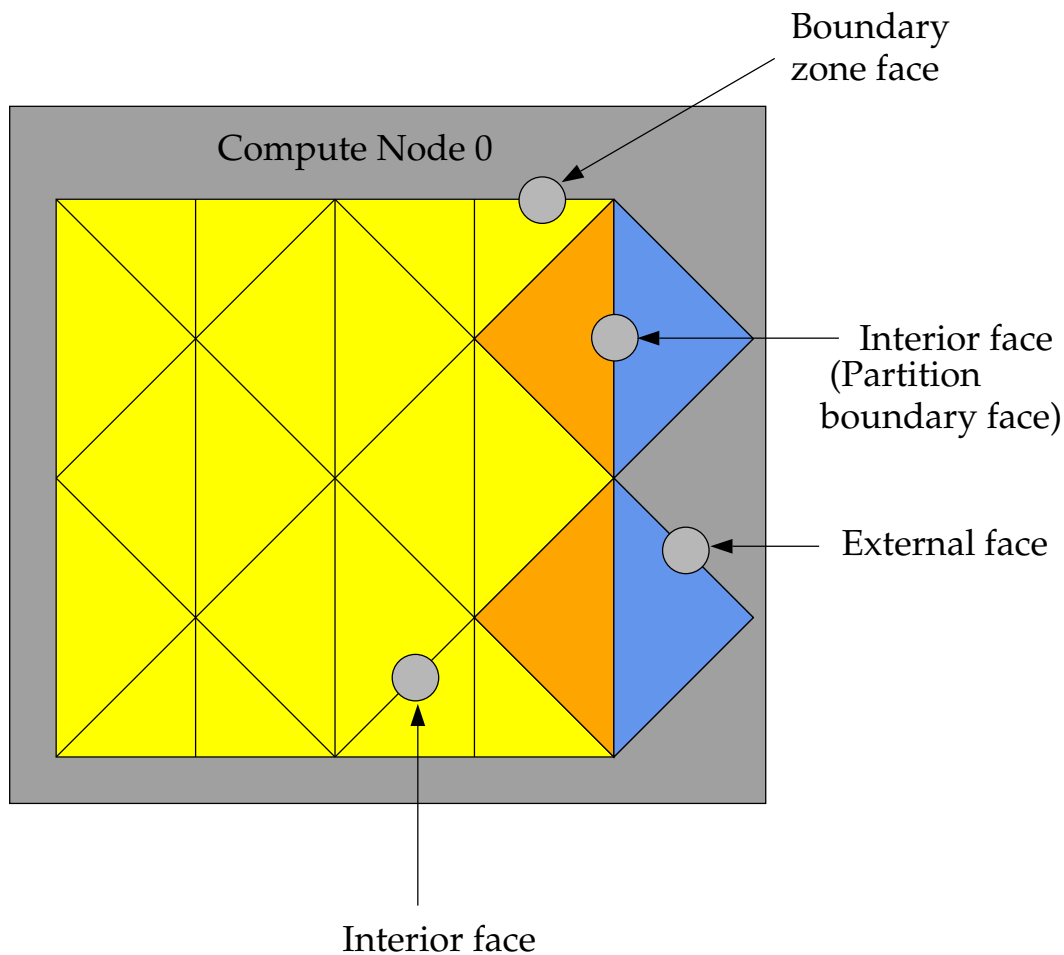 Boundary
zone face
Compute Node 0
Interior face
(Partition
boundary face)
External face
Interior face